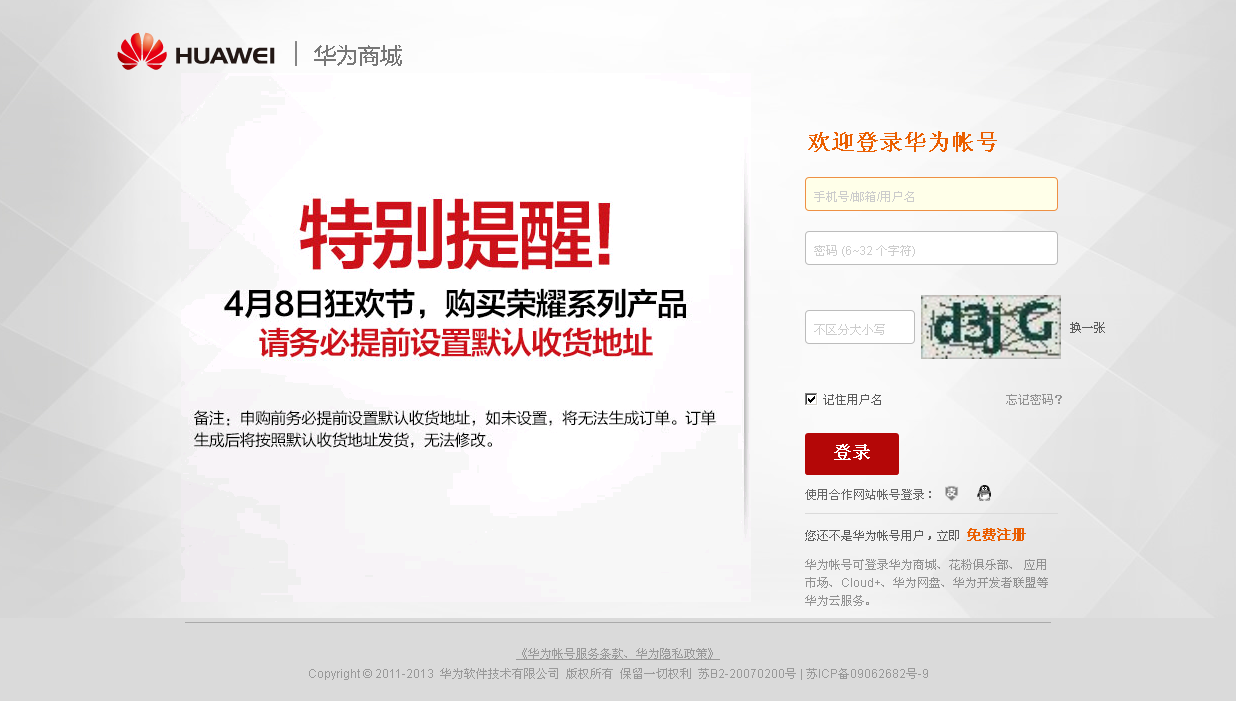 HUAWEI | 华为商城
特别提醒!
4月8日狂欢节，购买荣耀系列产品
请务必提前设置默认收货地址
备注：申购前务必提前设置默认收货地址，如未设置，将无法生成订单。订单
生成后将按照默认收货地址发货，无法修改。
欢迎登录华为帐号
手机号/邮箱/用户名
密码 (6~32 个字符)
不区分大小写
d3jG
换一张
记住用户名
忘记密码?
登录
使用合作网站帐号登录：
您还不是华为帐号用户，立即 免费注册
华为帐号可登录华为商城、花粉俱乐部、 应用
市场、Cloud+、华为网盘、华为开发者联盟等
华为云服务。
《华为帐号服务条款、华为隐私政策》
Copyright © 2011-2013 华为软件技术有限公司 版权所有 保留一切权利 苏B2-20070200号 | 苏ICP备09062682号-9